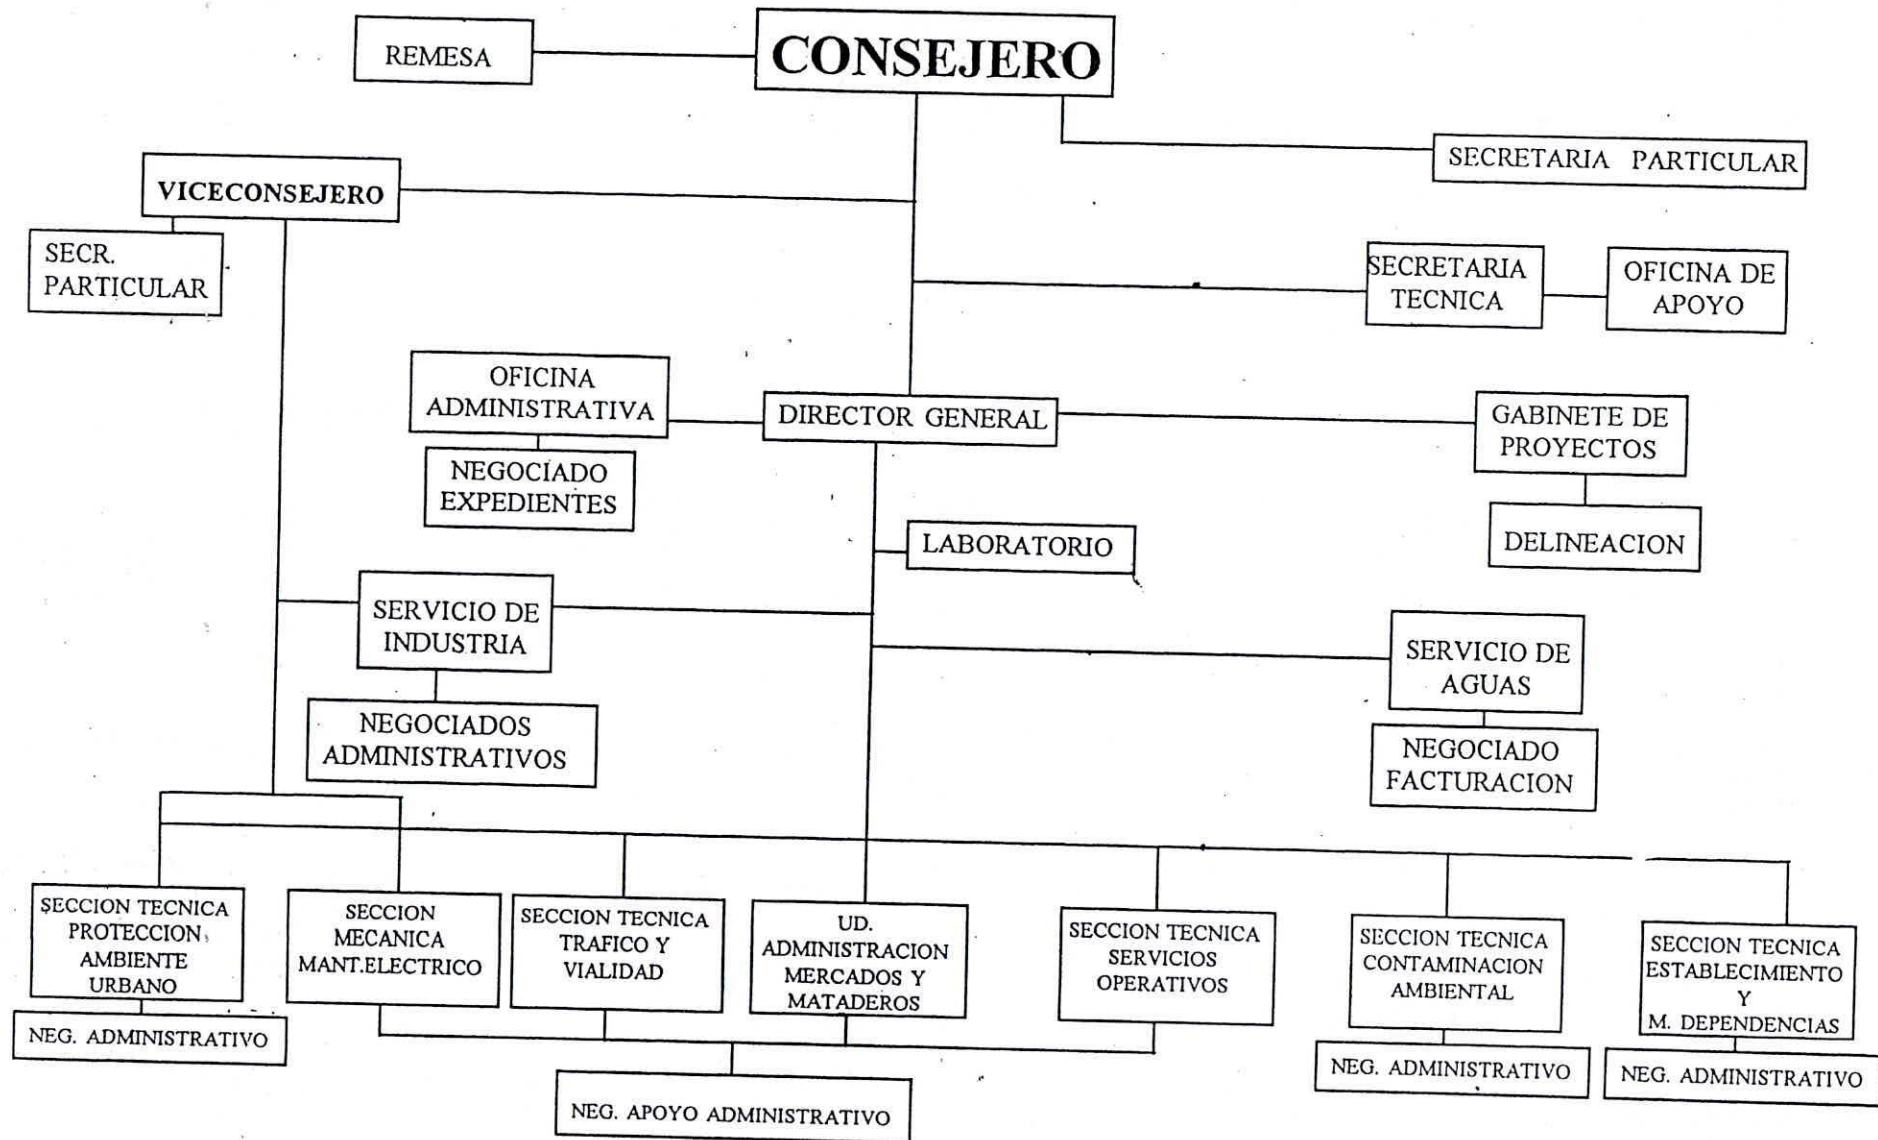 REMESA
CONSEJERO
SECRETARIA PARTICULAR
VICECONSEJERO
SECR.
PARTICULAR
SECRETARIA
TECNICA
OFICINA DE
APOYO
OFICINA
ADMINISTRATIVA
DIRECTOR GENERAL
GABINETE DE
PROYECTOS
NEGOCIADO
EXPEDIENTES
LABORATORIO
DELINEACION
SERVICIO DE
INDUSTRIA
SERVICIO DE
AGUAS
NEGOCIADOS
ADMINISTRATIVOS
NEGOCIADO
FACTURACION
SECCION TECNICA
PROTECCION
AMBIENTE
URBANO
SECCION
MECANICA
MANT.ELECTRICO
SECCION TECNICA
TRAFICO Y
VIALIDAD
UD.
ADMINISTRACION
MERCADOS Y
MATADEROS
SECCION TECNICA
SERVICIOS
OPERATIVOS
SECCION TECNICA
CONTAMINACION
AMBIENTAL
SECCION TECNICA
ESTABLECIMIENTO
Y
M. DEPENDENCIAS
NEG. ADMINISTRATIVO
NEG. APOYO ADMINISTRATIVO
NEG. ADMINISTRATIVO
NEG. ADMINISTRATIVO